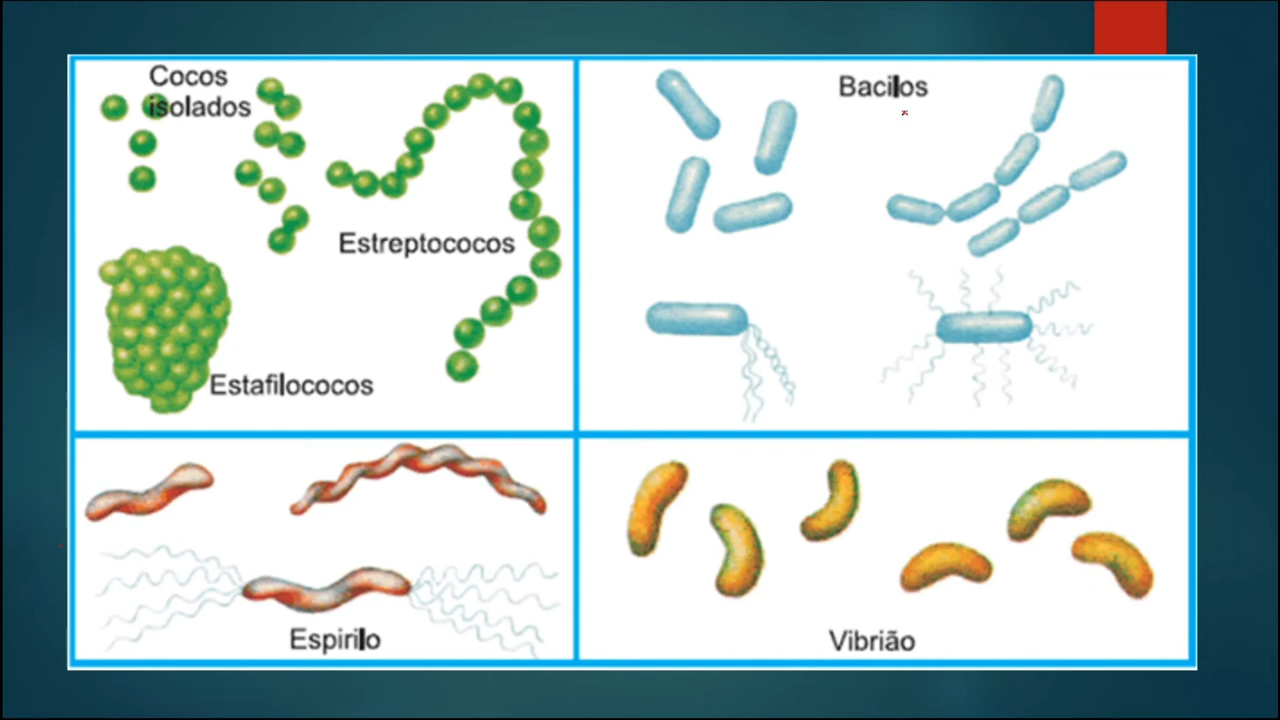 Cocos
isolados
Estreptococos
Estafilococos
Bacilos
Espirilo
Vibrião